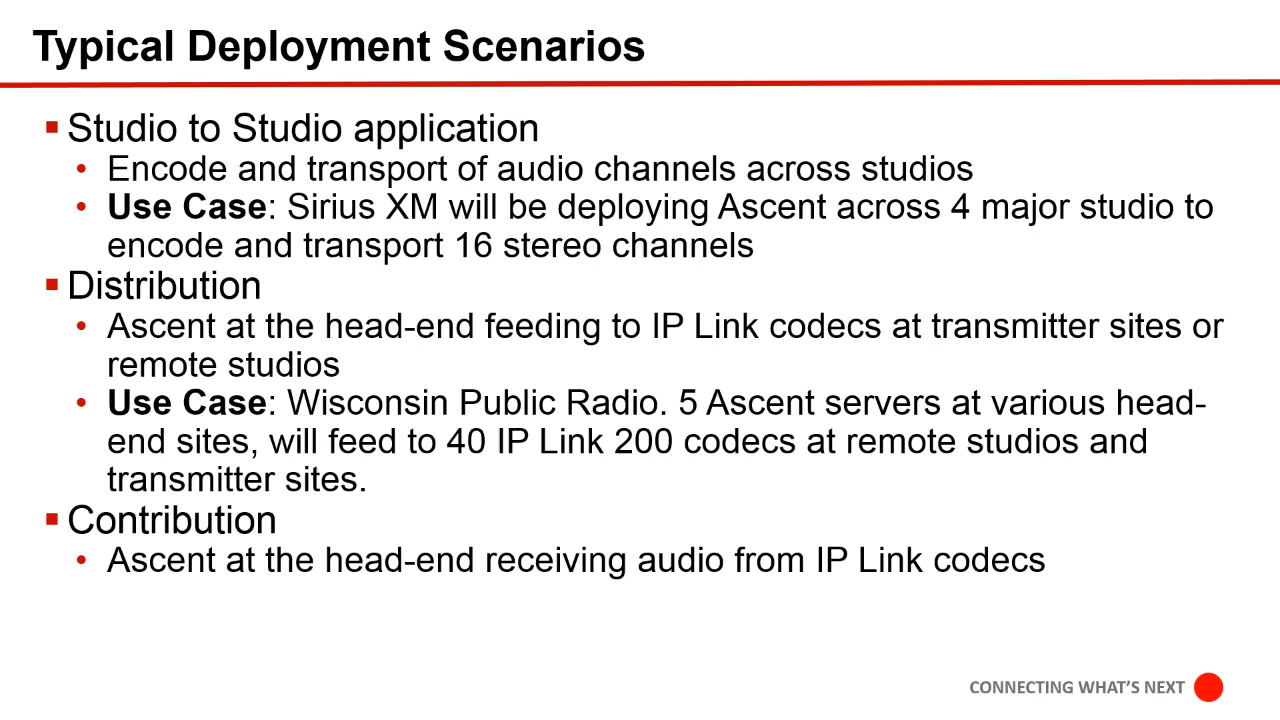 Typical Deployment Scenarios
▪ Studio to Studio application
• Encode and transport of audio channels across studios
• Use Case: Sirius XM will be deploying Ascent across 4 major studio to
encode and transport 16 stereo channels
▪ Distribution
• Ascent at the head-end feeding to IP Link codecs at transmitter sites or
remote studios
• Use Case: Wisconsin Public Radio. 5 Ascent servers at various head-
end sites, will feed to 40 IP Link 200 codecs at remote studios and
transmitter sites.
▪ Contribution
• Ascent at the head-end receiving audio from IP Link codecs
CONNECTING WHAT'S NEXT